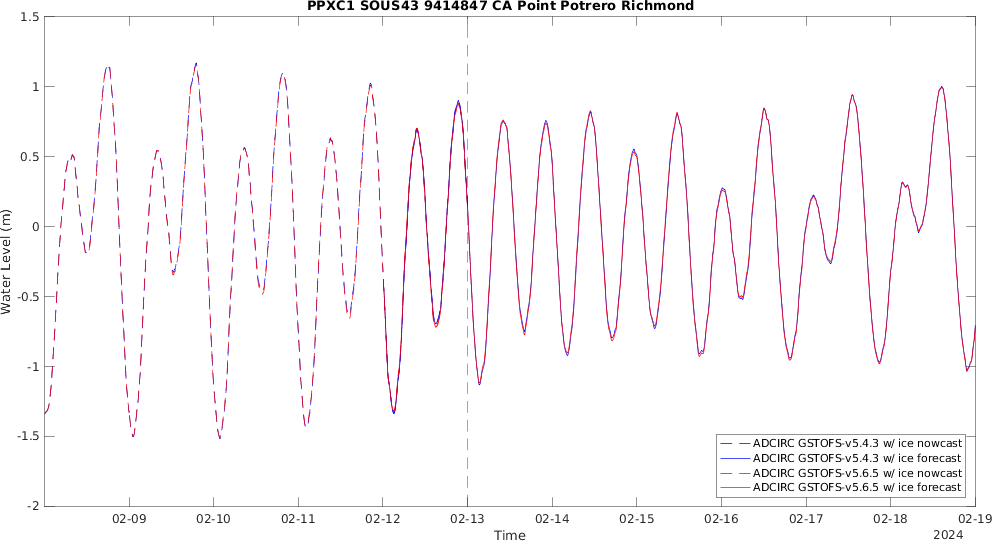 PPXC1 SOUS43 9414847 CA Point Potrero Richmond
1.5
1
0.5
0
-0.5
-1
-1.5
-2
Water Level (m)
ADCIRC GSTOFS-v5.4.3 w/ ice nowcast
ADCIRC GSTOFS-v5.4.3 w/ ice forecast
ADCIRC GSTOFS-v5.6.5 w/ ice nowcast
ADCIRC GSTOFS-v5.6.5 w/ ice forecast
02-09 02-10 02-11 02-12 02-13 02-14 02-15 02-16 02-17 02-18 02-19
Time
2024